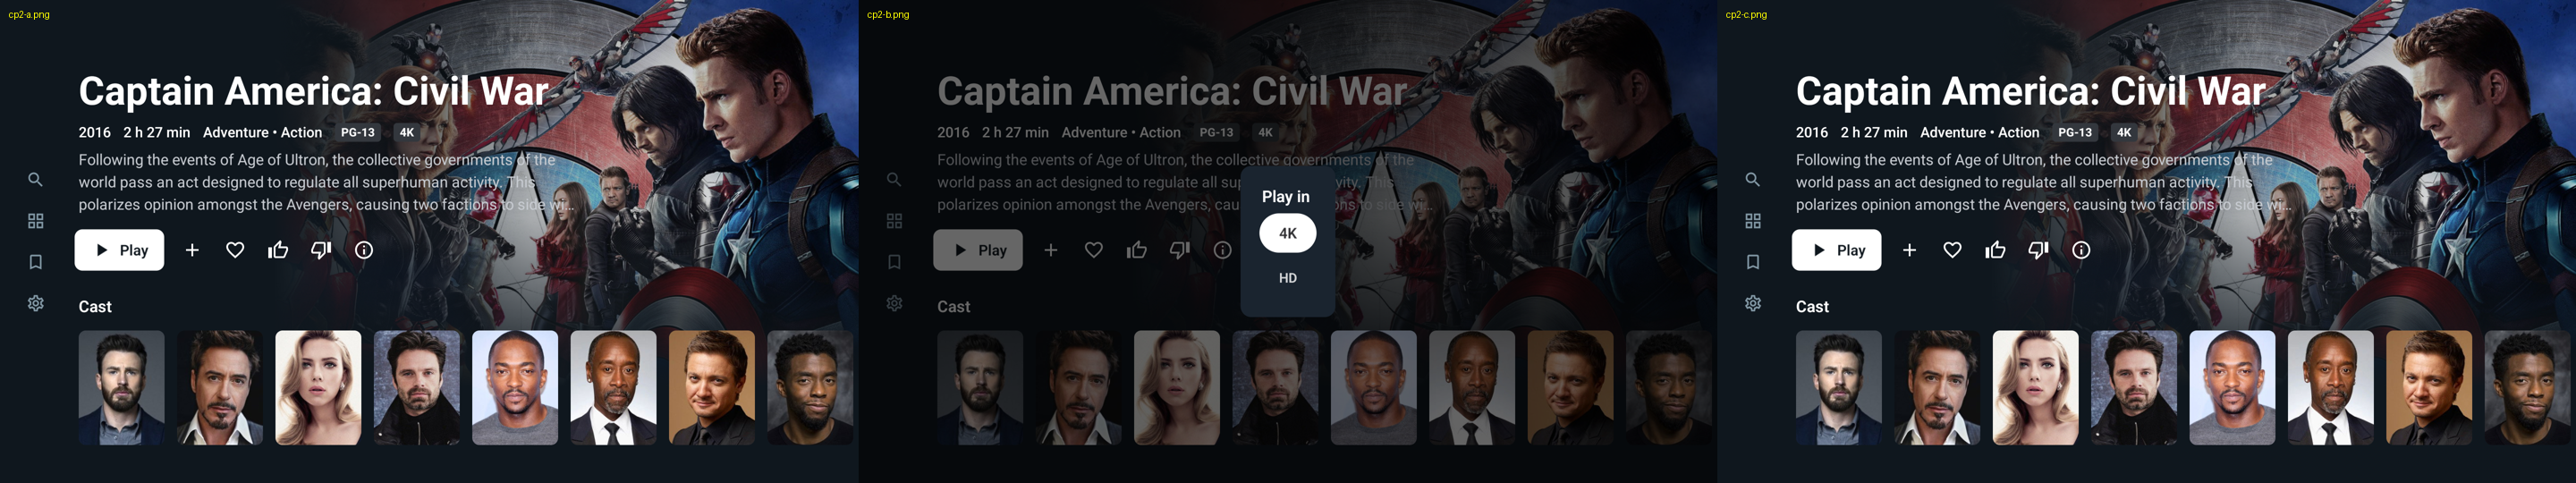 cp2-a.png
Captain America: Civil War
2016 2 h 27 min Adventure • Action PG-13 4K
Following the events of Age of Ultron, the collective governments of the
world pass an act designed to regulate all superhuman activity. This
polarizes opinion amongst the Avengers, causing two factions to side wi...
Play
Cast
cp2-b.png
Captain America: Civil War
2016 2 h 27 min Adventure • Action PG-13 4K
Following the events of Age of Ultron, the collective governments of the
world pass an act designed to regulate all sup vity. This
polarizes opinion amongst the Avengers, cau ns to side wi...
Play
Play in
4K
HD
Cast
cp2-c.png
Captain America: Civil War
2016 2 h 27 min Adventure • Action PG-13 4K
Following the events of Age of Ultron, the collective governments of the
world pass an act designed to regulate all superhuman activity. This
polarizes opinion amongst the Avengers, causing two factions to side wi...
Play
Cast